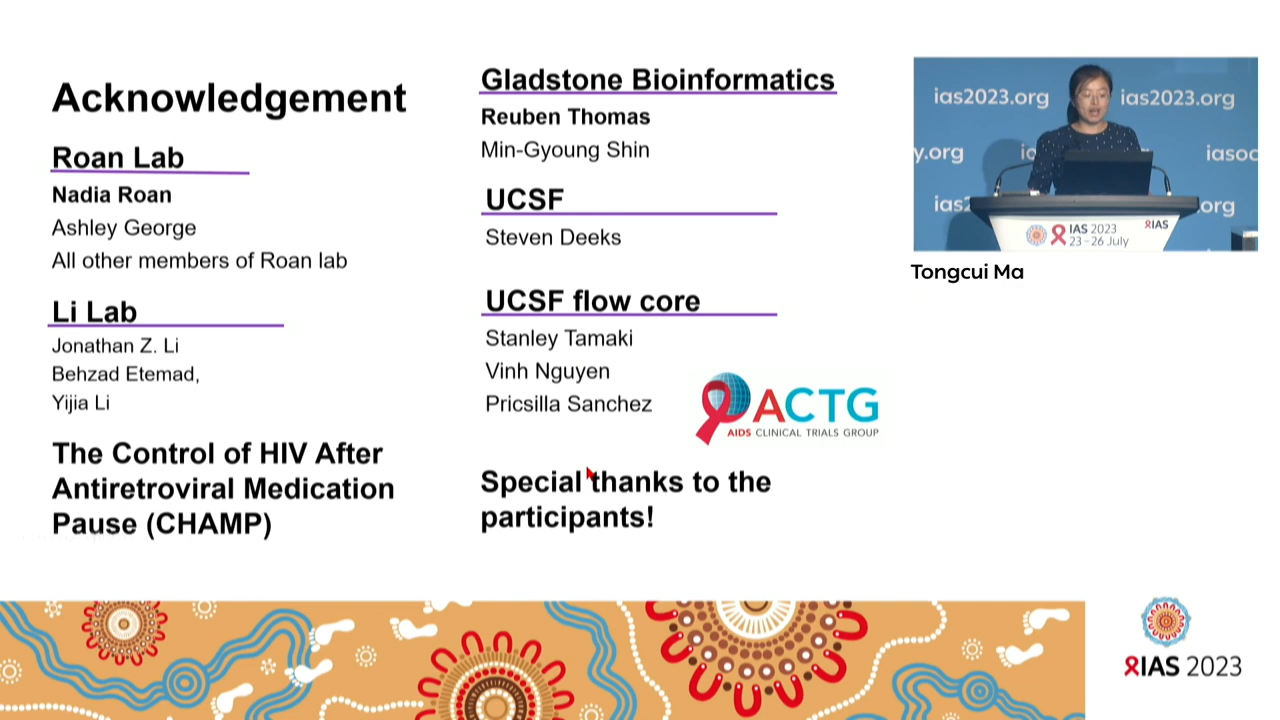 Acknowledgement
Roan Lab
Nadia Roan
Ashley George
All other members of Roan lab
Li Lab
Jonathan Z. Li
Behzad Etemad,
Yijia Li
The Control of HIV After
Antiretroviral Medication
Pause (CHAMP)
Gladstone Bioinformatics
Reuben Thomas
Min-Gyoung Shin
UCSF
Steven Deeks
UCSF flow core
Stanley Tamaki
Vinh Nguyen
Pricsilla Sanchez
ACTG
AIDS CLINICAL TRIALS GROUP
Special thanks to the
participants!
ias2023.org ias2023.org
y.org ia iasoc
ias2 .org
IAS 2023 IAS
23-26 July
Tongcui Ma
IAS 2023